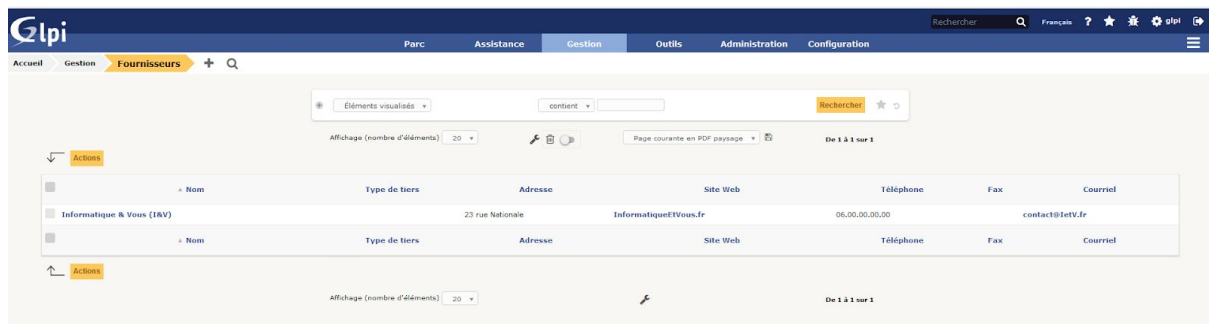 Glpi
Rechercher Français ? glpi
Parc Assistance Gestion Outils Administration Configuration
Accueil Gestion Fournisseurs +
Éléments visualisés contient Rechercher
Affichage (nombre d'éléments) 20 Page courante en PDF paysage De 1 à 1 sur 1
Actions
Nom Type de tiers Adresse Site Web Téléphone Fax Courriel
Informatique & Vous (I&V) 23 rue Nationale InformatiqueEtVous.fr 06.00.00.00.00 contact@IetV.fr
Nom Type de tiers Adresse Site Web Téléphone Fax Courriel
Actions
Affichage (nombre d'éléments) 20 De 1 à 1 sur 1